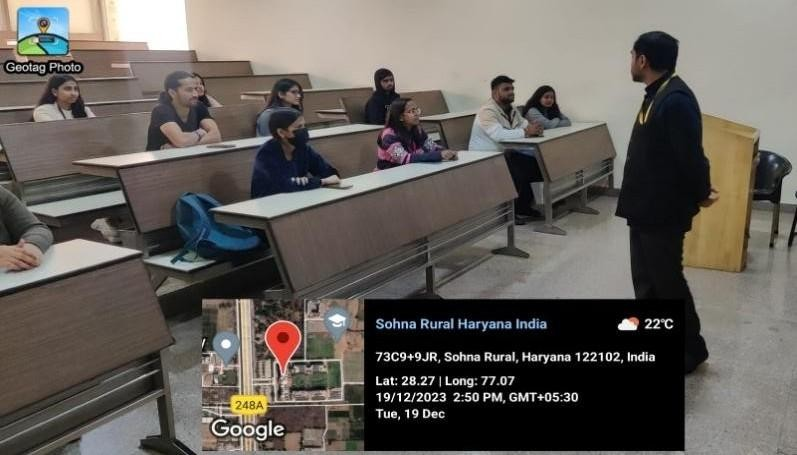 Geotag Photo
Sohna Rural Haryana India
22°C
73C9+9JR, Sohna Rural, Haryana 122102, India
Lat: 28.27 | Long: 77.07
19/12/2023 2:50 PM, GMT+05:30
Tue, 19 Dec
248A
Google